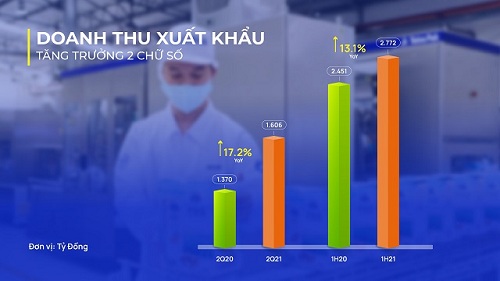 DOANH THU XUẤT KHẨU
TĂNG TRƯỞNG 2 CHỮ SỐ
13.1%
YoY
2.772
2.451
1.606
17.2%
YoY
1.370
Đơn vị: Tỷ Đồng
2Q20
2Q21
1H20
1H21